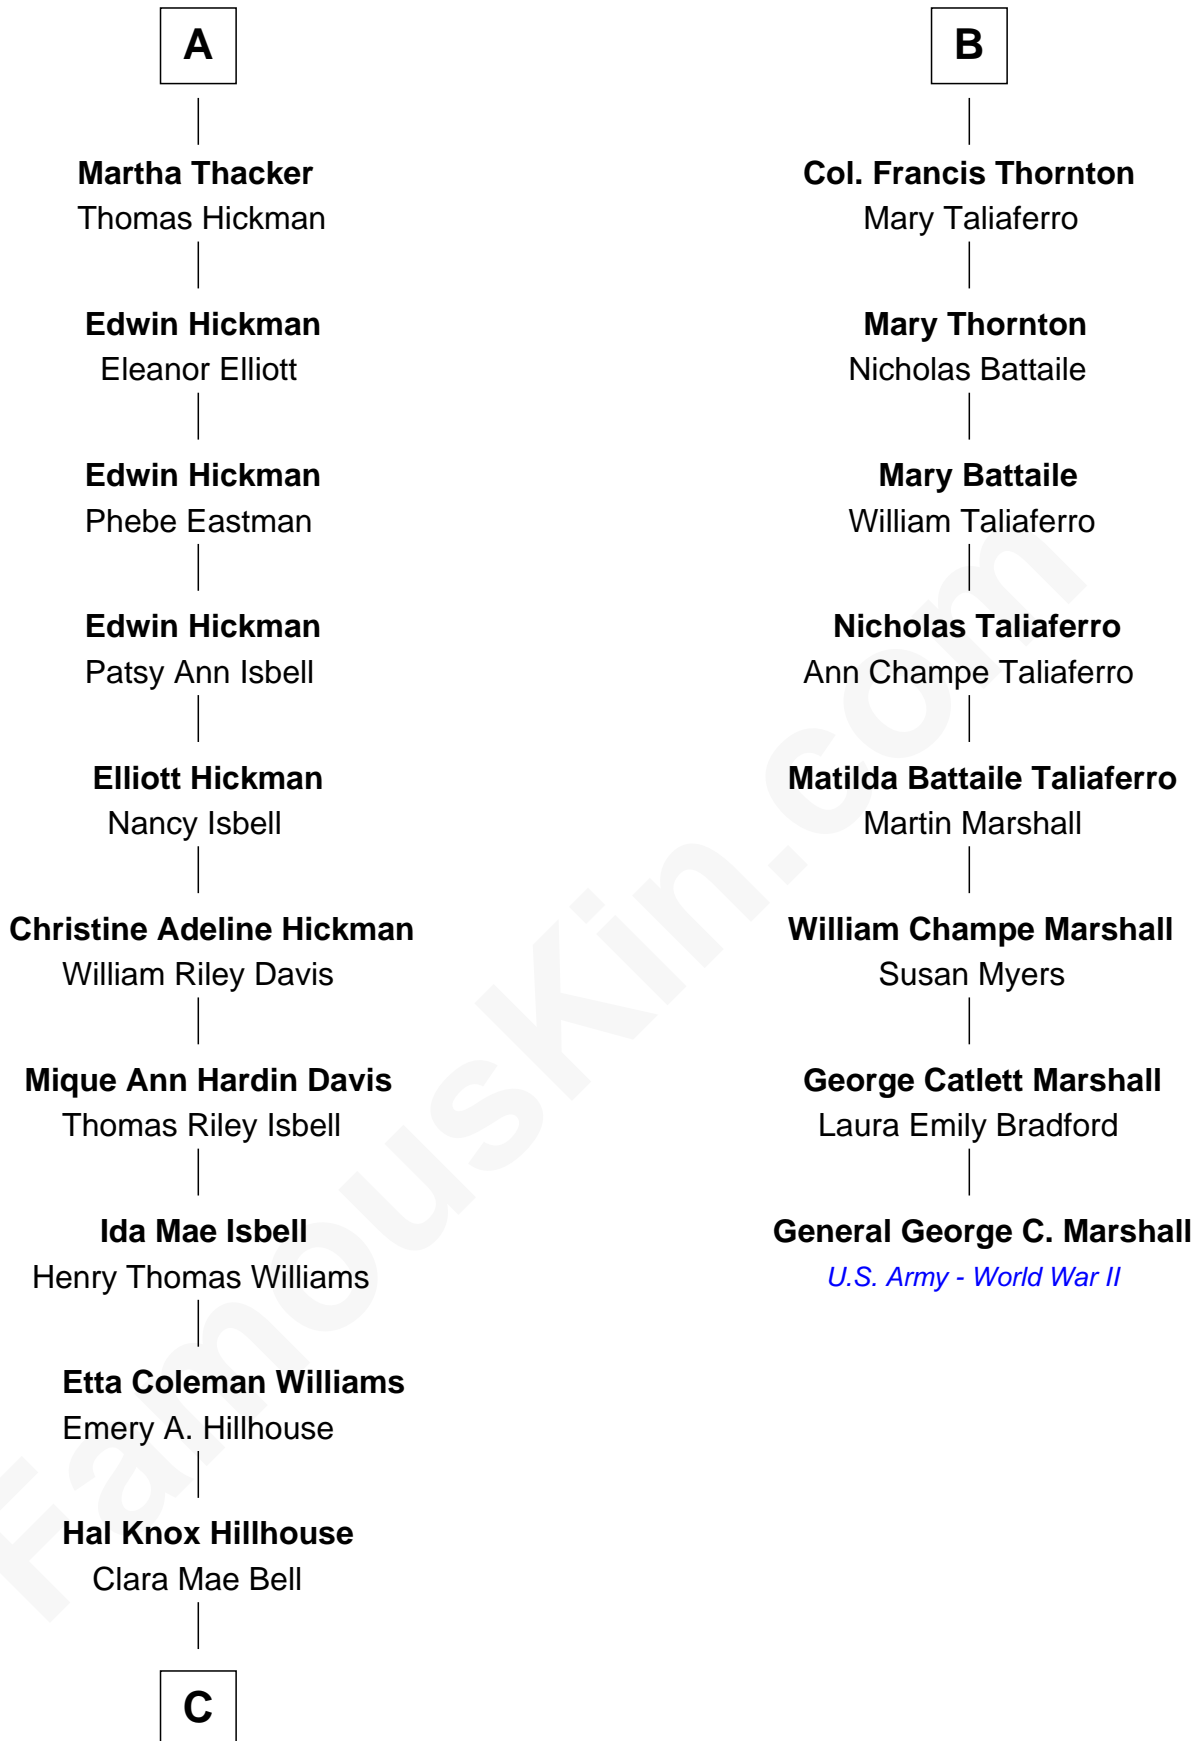 A
Martha Thacker
Thomas Hickman
Edwin Hickman
Eleanor Elliott
Edwin Hickman
Phebe Eastman
Edwin Hickman
Patsy Ann Isbell
Elliott Hickman
Nancy Isbell
Christine Adeline Hickman
William Riley Davis
Mique Ann Hardin Davis
Thomas Riley Isbell
Ida Mae Isbell
Henry Thomas Williams
Etta Coleman Williams
Emery A. Hillhouse
Hal Knox Hillhouse
Clara Mae Bell
C
B
Col. Francis Thornton
Mary Taliaferro
Mary Thornton
Nicholas Battaile
Mary Battaile
William Taliaferro
Nicholas Taliaferro
Ann Champe Taliaferro
Matilda Battaile Taliaferro
Martin Marshall
William Champe Marshall
Susan Myers
George Catlett Marshall
Laura Emily Bradford
General George C. Marshall
U.S. Army - World War II
FamousKin.com